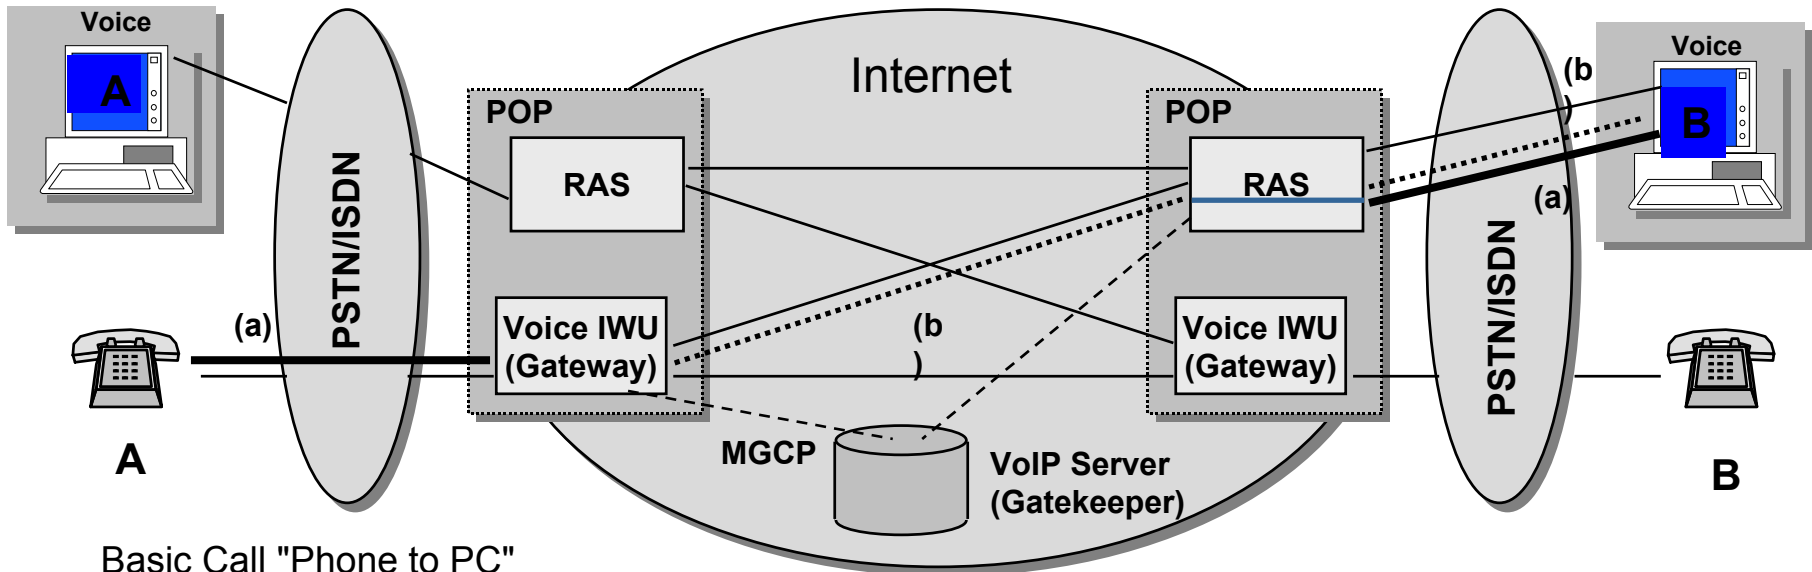 Voice
A
PSTN/ISDN
(a)
A
POP
RAS
Voice IWU
(Gateway)
Internet
(b
)
MGCP
VoIP Server
(Gatekeeper)
POP
RAS
Voice IWU
(Gateway)
(b
)
(a)
PSTN/ISDN
Voice
B
B
Basic Call "Phone to PC"